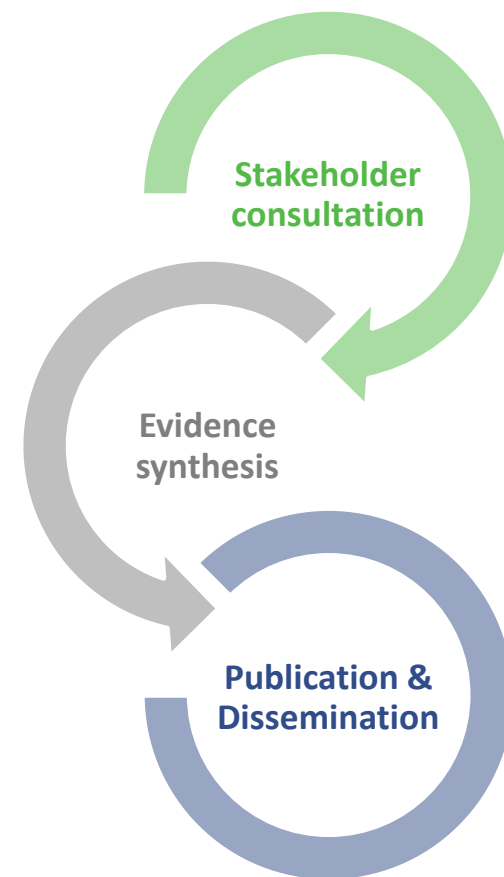 Stakeholder
consultation
Evidence
synthesis
Publication &
Dissemination